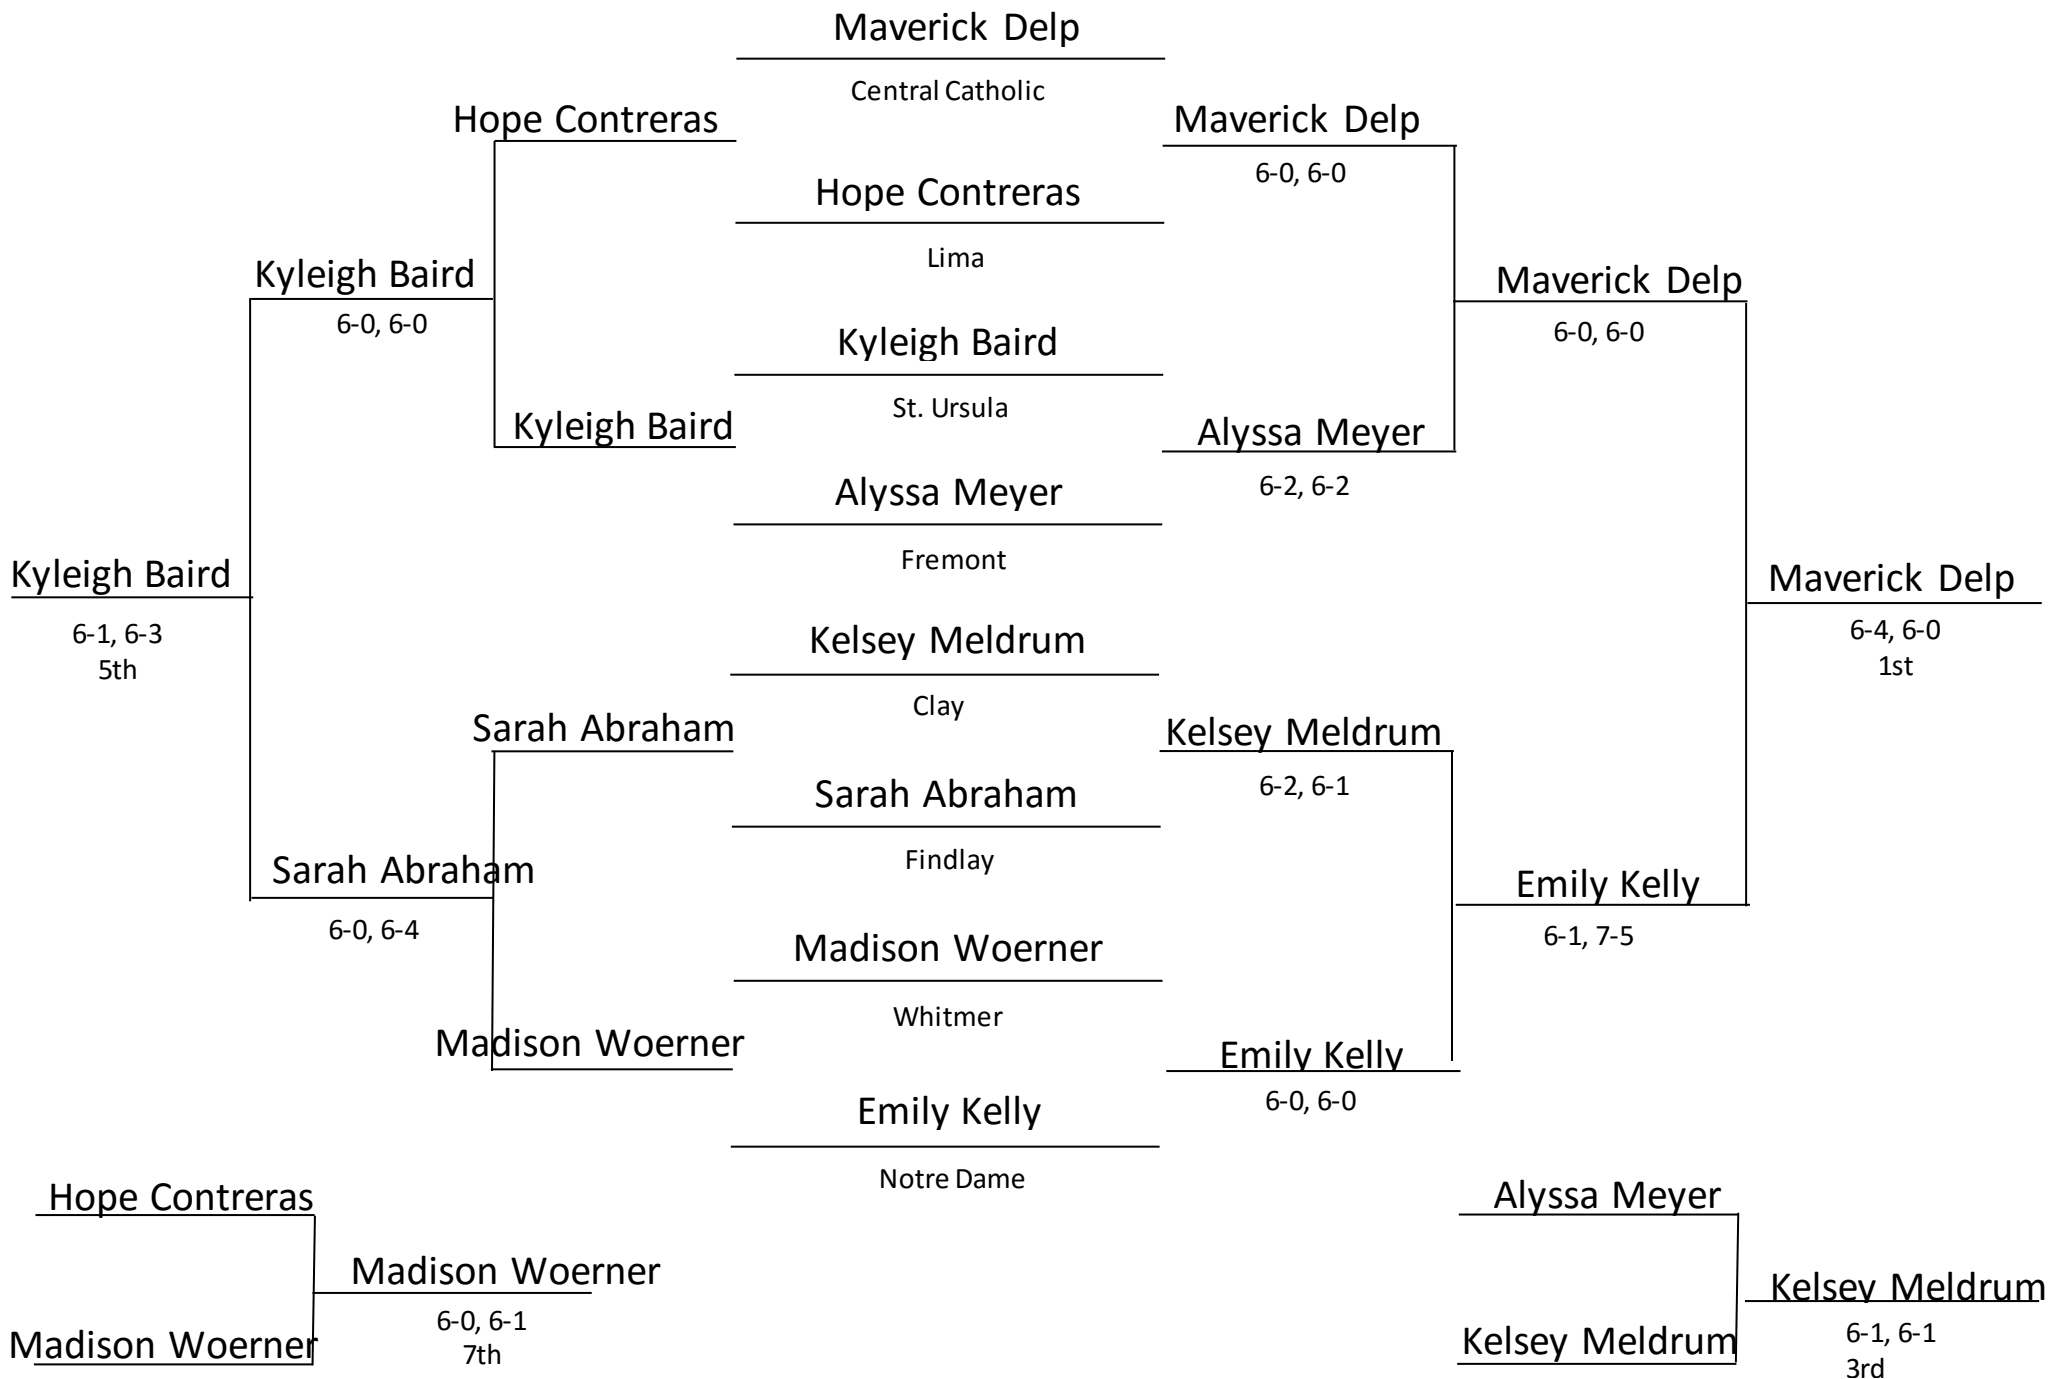 Maverick Delp
Central Catholic
Hope Contreras
Maverick Delp
6-0, 6-0
Hope Contreras
Lima
Kyleigh Baird
6-0, 6-0
Maverick Delp
6-0, 6-0
Kyleigh Baird
St. Ursula
Kyleigh Baird
Alyssa Meyer
6-2, 6-2
Alyssa Meyer
Fremont
Kyleigh Baird
6-1, 6-3
5th
Maverick Delp
6-4, 6-0
1st
Kelsey Meldrum
Clay
Sarah Abraham
Kelsey Meldrum
6-2, 6-1
Sarah Abraham
Findlay
Sarah Abraham
6-0, 6-4
Emily Kelly
6-1, 7-5
Madison Woerner
Whitmer
Madison Woerner
Emily Kelly
6-0, 6-0
Emily Kelly
Notre Dame
Hope Contreras
Madison Woerner
6-0, 6-1
7th
Madison Woerner
Alyssa Meyer
Kelsey Meldrum
6-1, 6-1
3rd
Kelsey Meldrum